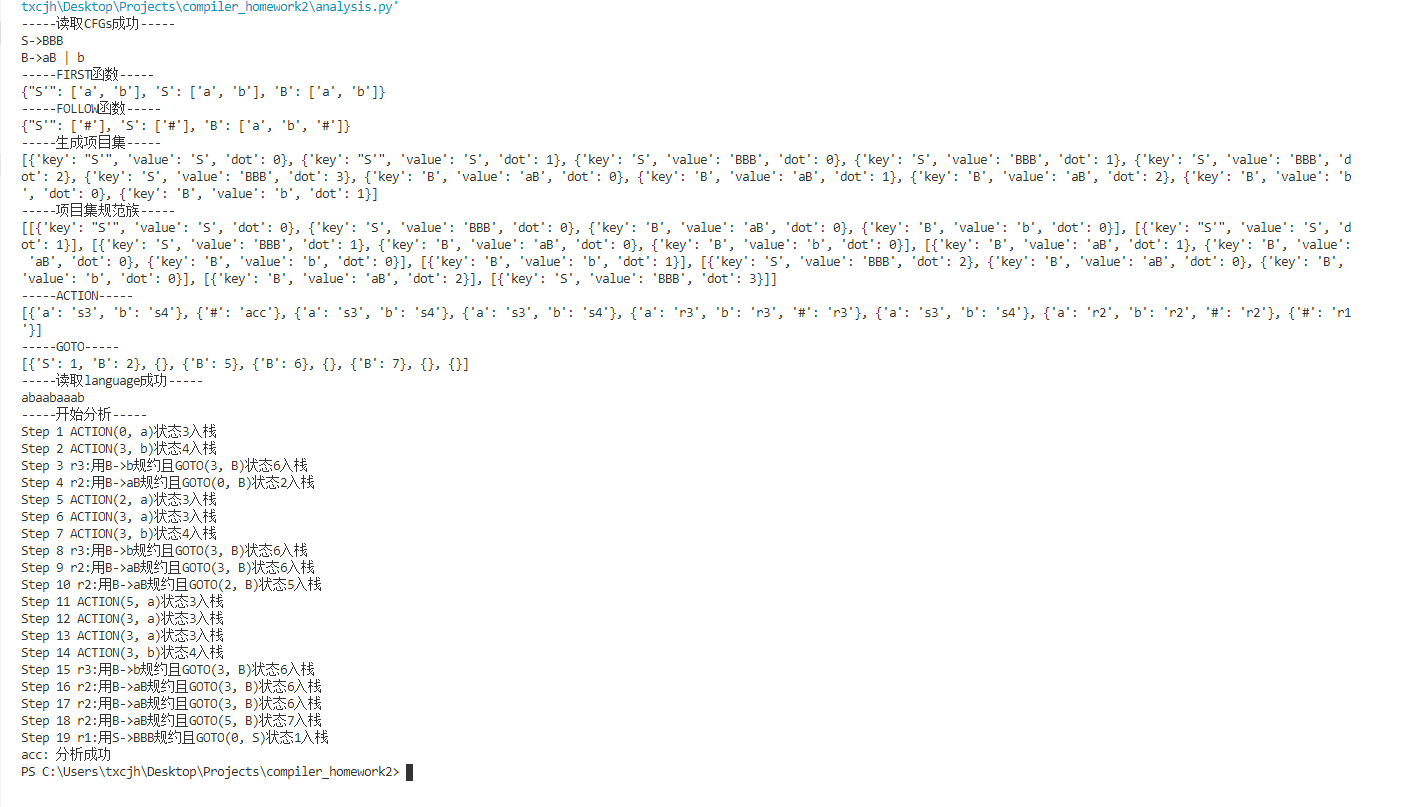 txcjh\Desktop\Projects\compiler_homework2\analysis.py'
-----读取CFGs成功-----
S->BBB
B->aB | b
-----FIRST函数-----
{"S'": ['a', 'b'], 'S': ['a', 'b'], 'B': ['a', 'b']}
-----FOLLOW函数-----
{"S'": ['#'], 'S': ['#'], 'B': ['a', 'b', '#']}
-----生成项目集-----
[{'key': "S'", 'value': 'S', 'dot': 0}, {'key': "S'", 'value': 'S', 'dot': 1}, {'key': 'S', 'value': 'BBB', 'dot': 0}, {'key': 'S', 'value': 'BBB', 'dot': 1}, {'key': 'S', 'value': 'BBB', 'd
ot': 2}, {'key': 'S', 'value': 'BBB', 'dot': 3}, {'key': 'B', 'value': 'aB', 'dot': 0}, {'key': 'B', 'value': 'aB', 'dot': 1}, {'key': 'B', 'value': 'aB', 'dot': 2}, {'key': 'B', 'value': 'b
', 'dot': 0}, {'key': 'B', 'value': 'b', 'dot': 1}]
-----项目集规范族-----
[[{'key': "S'", 'value': 'S', 'dot': 0}, {'key': 'S', 'value': 'BBB', 'dot': 0}, {'key': 'B', 'value': 'aB', 'dot': 0}, {'key': 'B', 'value': 'b', 'dot': 0}], [{'key': "S'", 'value': 'S', 'd
ot': 1}], [{'key': 'S', 'value': 'BBB', 'dot': 1}, {'key': 'B', 'value': 'aB', 'dot': 0}, {'key': 'B', 'value': 'b', 'dot': 0}], [{'key': 'B', 'value': 'aB', 'dot': 1}, {'key': 'B', 'value':
 'aB', 'dot': 0}, {'key': 'B', 'value': 'b', 'dot': 0}], [{'key': 'B', 'value': 'b', 'dot': 1}], [{'key': 'S', 'value': 'BBB', 'dot': 2}, {'key': 'B', 'value': 'aB', 'dot': 0}, {'key': 'B',
 'value': 'b', 'dot': 0}], [{'key': 'B', 'value': 'aB', 'dot': 2}], [{'key': 'S', 'value': 'BBB', 'dot': 3}]]
-----ACTION-----
[{'a': 's3', 'b': 's4'}, {'#': 'acc'}, {'a': 's3', 'b': 's4'}, {'a': 's3', 'b': 's4'}, {'a': 'r3', 'b': 'r3', '#': 'r3'}, {'a': 's3', 'b': 's4'}, {'a': 'r2', 'b': 'r2', '#': 'r2'}, {'#': 'r1
'}]
-----GOTO-----
[{'S': 1, 'B': 2}, {}, {'B': 5}, {'B': 6}, {}, {'B': 7}, {}, {}]
-----读取language成功-----
abaabaaab
-----开始分析-----
Step 1 ACTION(0, a)状态3入栈
Step 2 ACTION(3, b)状态4入栈
Step 3 r3:用B->b规约且GOTO(3, B)状态6入栈
Step 4 r2:用B->aB规约且GOTO(0, B)状态2入栈
Step 5 ACTION(2, a)状态3入栈
Step 6 ACTION(3, a)状态3入栈
Step 7 ACTION(3, b)状态4入栈
Step 8 r3:用B->b规约且GOTO(3, B)状态6入栈
Step 9 r2:用B->aB规约且GOTO(3, B)状态6入栈
Step 10 r2:用B->aB规约且GOTO(2, B)状态5入栈
Step 11 ACTION(5, a)状态3入栈
Step 12 ACTION(3, a)状态3入栈
Step 13 ACTION(3, a)状态3入栈
Step 14 ACTION(3, b)状态4入栈
Step 15 r3:用B->b规约且GOTO(3, B)状态6入栈
Step 16 r2:用B->aB规约且GOTO(3, B)状态6入栈
Step 17 r2:用B->aB规约且GOTO(3, B)状态6入栈
Step 18 r2:用B->aB规约且GOTO(5, B)状态7入栈
Step 19 r1:用S->BBB规约且GOTO(0, S)状态1入栈
acc: 分析成功
PS C:\Users\txcjh\Desktop\Projects\compiler_homework2>